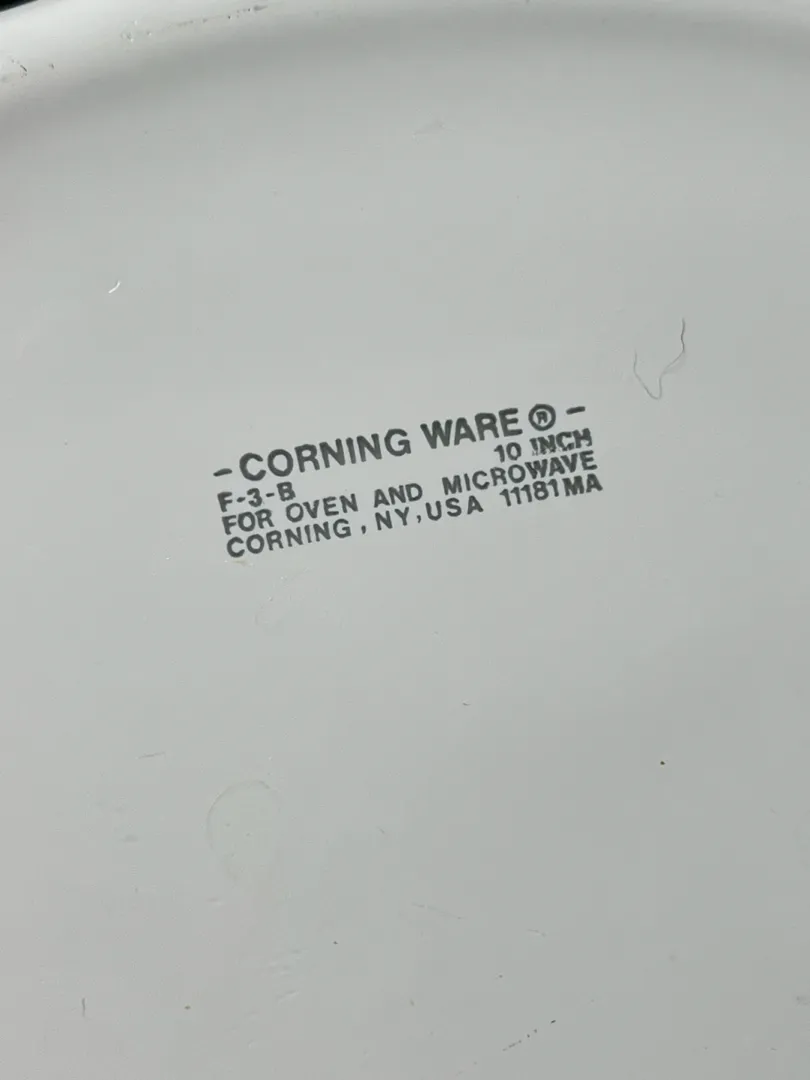 - CORNING WARE ® -
F-3-B 10 INCH
FOR OVEN AND MICROWAVE
CORNING, NY, USA 11181MA